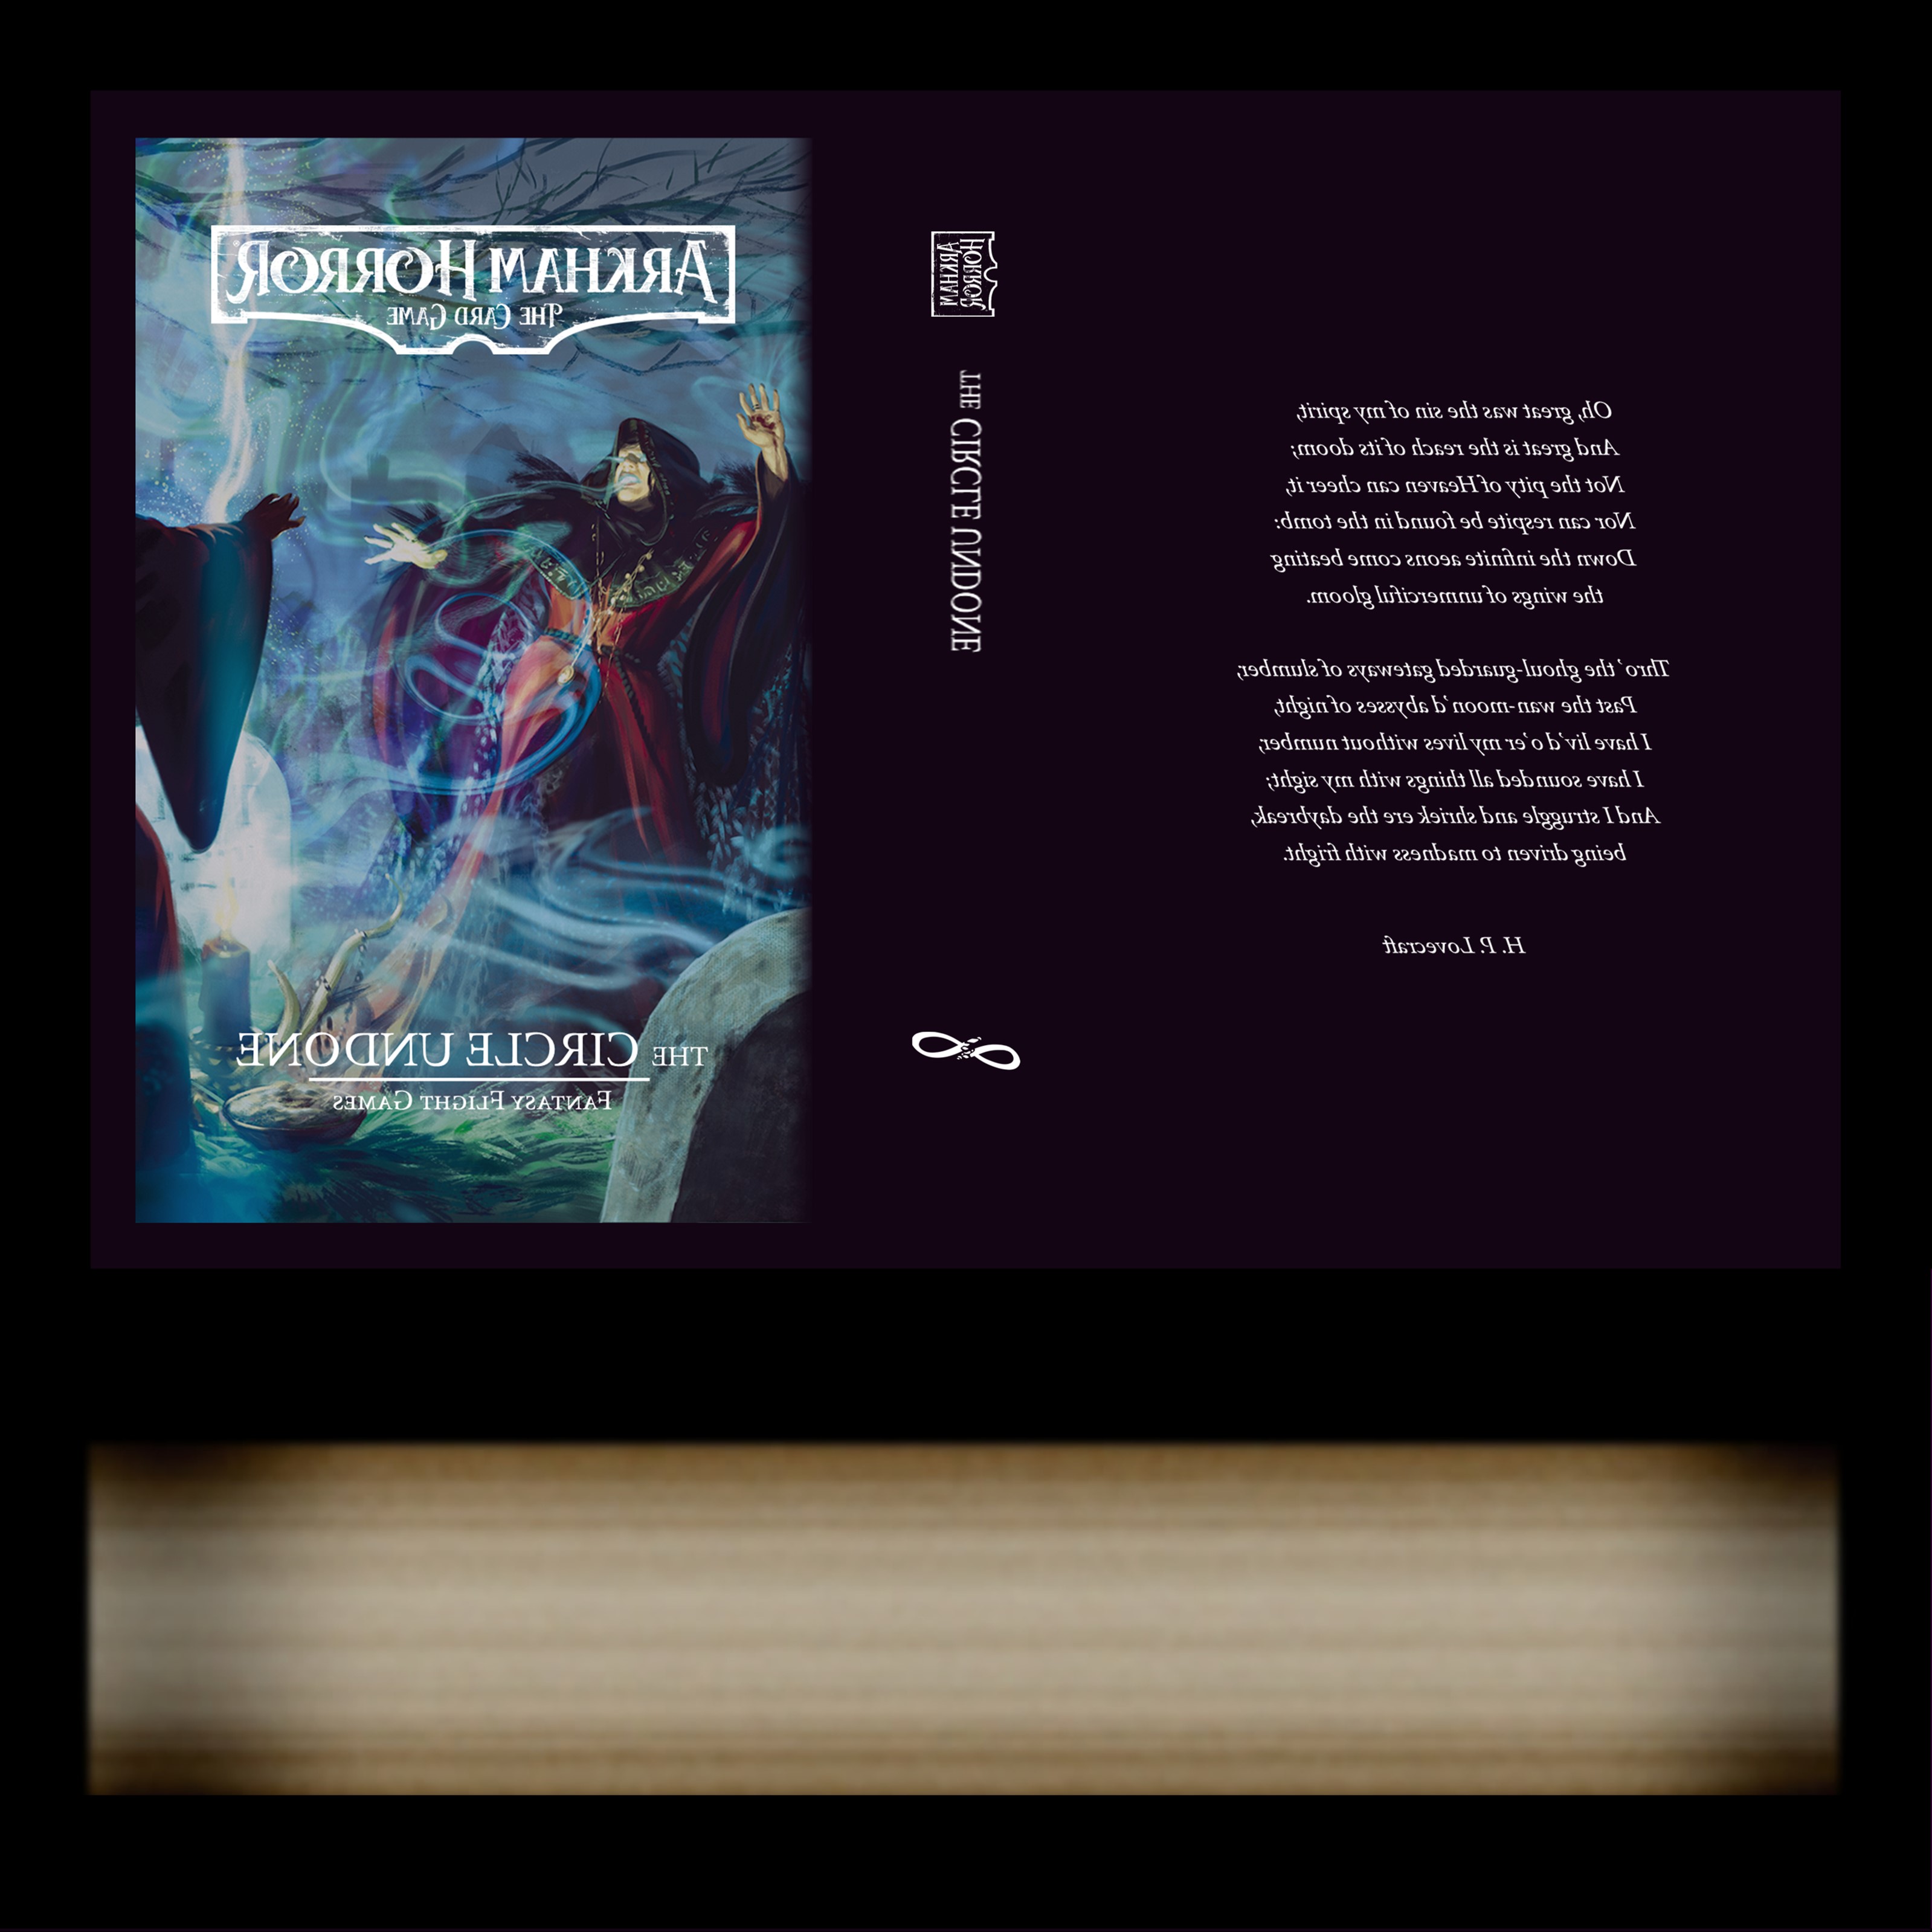 ARKHAM HORROR
THE CARD GAME
THE CIRCLE UNDONE
FANTASY FLIGHT GAMES
ARKHAM
HORROR
THE CIRCLE UNDONE
Oh, great was the sin of my spirit,
And great is the reach of its doom;
Not the pity of Heaven can cheer it,
Nor can respite be found in the tomb:
Down the infinite aeons come beating
the wings of unmerciful gloom.
Thro' the ghoul-guarded gateways of slumber,
Past the wan-moon'd abysses of night,
I have liv'd o'er my lives without number,
I have sounded all things with my sight;
And I struggle and shriek ere the daybreak,
being driven to madness with fright.
H. P. Lovecraft